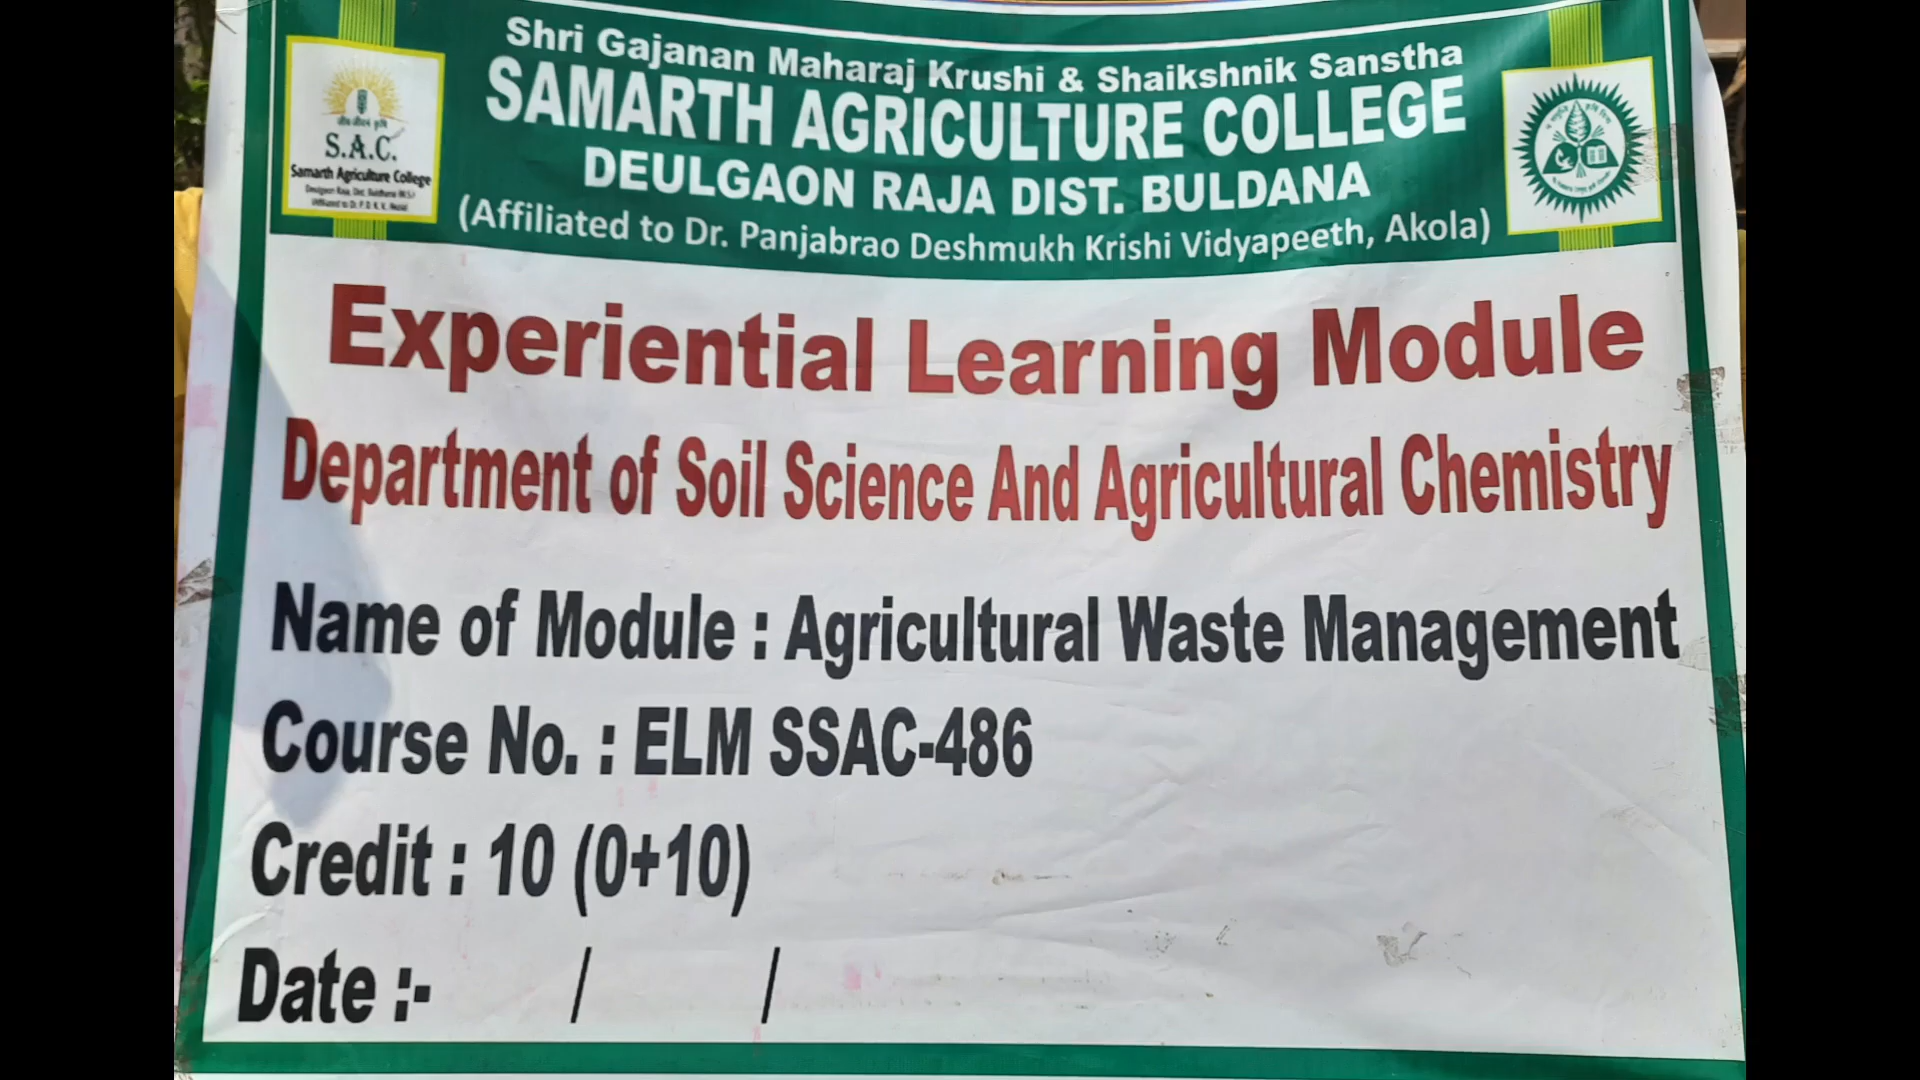 Shri Gajanan Maharaj Krushi & Shaikshnik Sanstha
SAMARTH AGRICULTURE COLLEGE
DEULGAON RAJA DIST. BULDANA
(Affiliated to Dr. Panjabrao Deshmukh Krishi Vidyapeeth, Akola)
S.A.C.
Samarth Agriculture College
Experiential Learning Module
Department of Soil Science And Agricultural Chemistry
Name of Module : Agricultural Waste Management
Course No. : ELM SSAC-486
Credit : 10 (0+10)
Date :- / /